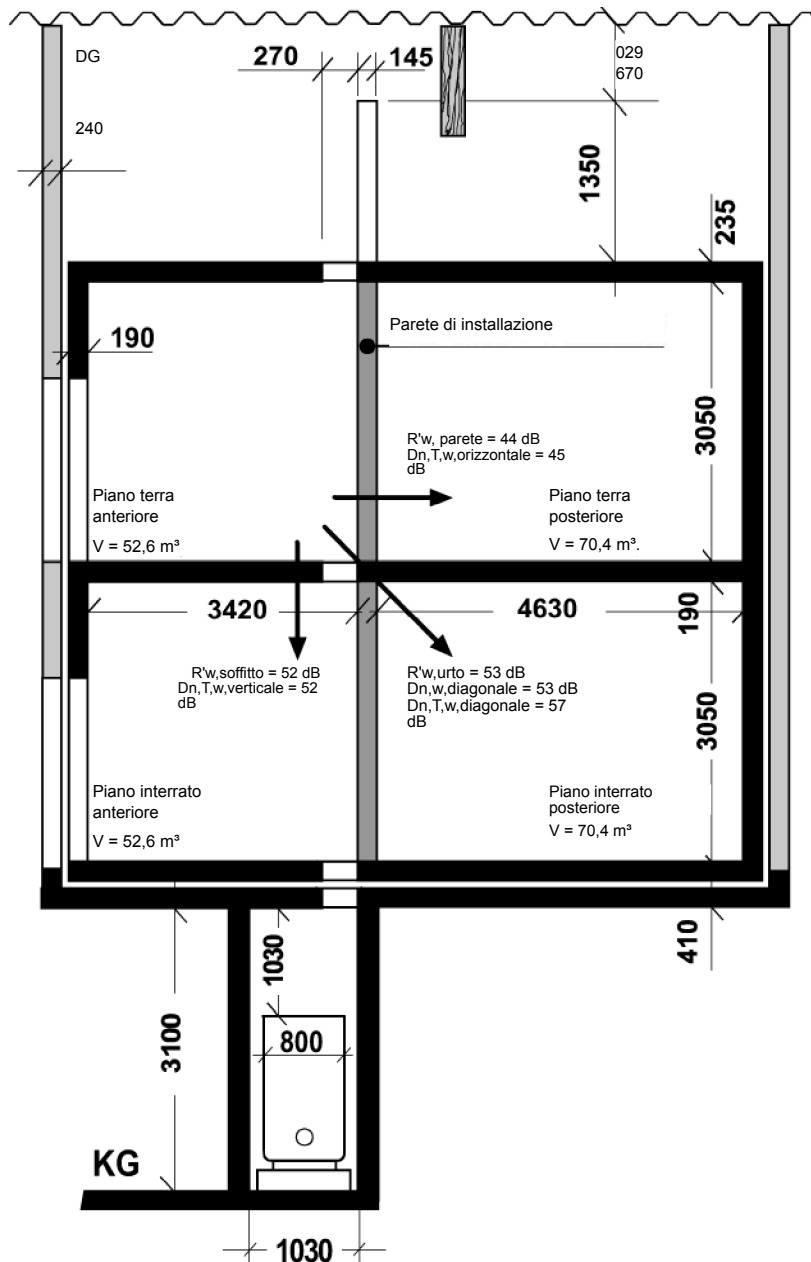 DG
270
145
029
670
240
1350
235
190
Parete di installazione
3050
R'w, parete = 44 dB
Dn,T,w,orizzontale = 45
dB
Piano terra
anteriore
V = 52,6 m³
Piano terra
posteriore
V = 70,4 m³.
3420
4630
190
R'w,soffitto = 52 dB
Dn,T,w,verticale = 52
dB
R'w,urto = 53 dB
Dn,w,diagonale = 53 dB
Dn,T,w,diagonale = 57
dB
3050
Piano interrato
anteriore
V = 52,6 m³
Piano interrato
posteriore
V = 70,4 m³
410
1030
3100
800
KG
1030